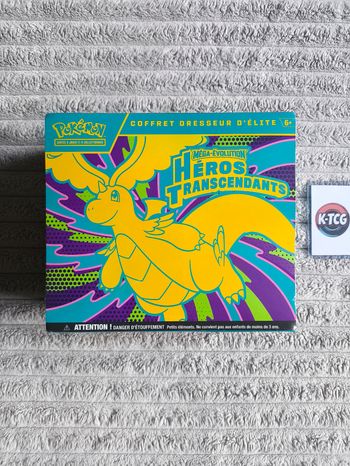 COFFRET DRESSEUR D'ÉLITE 6+
POKÉMON
CARTES À JOUER ET À COLLECTIONNER
MÉGA-ÉVOLUTION
HÉROS
TRANSCENDANTS
K-TCG
ATTENTION ! DANGER D'ÉTOUFFEMENT Petits éléments. Ne convient pas aux enfants de moins de 3 ans.